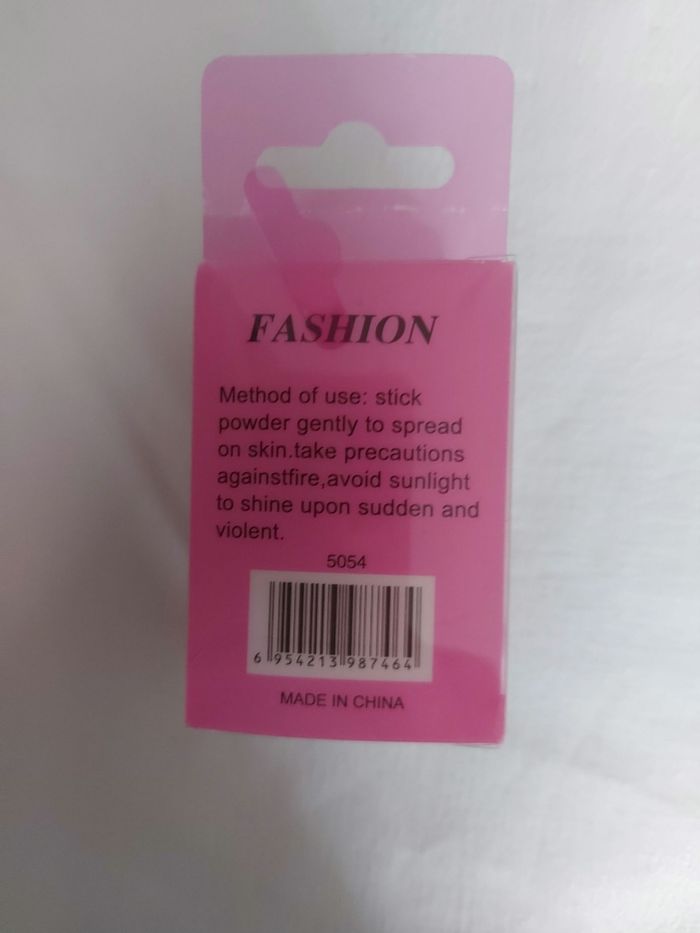 FASHION
Method of use: stick
powder gently to spread
on skin.take precautions
againstfire,avoid sunlight
to shine upon sudden and
violent.
5054
6 954213 987464
MADE IN CHINA